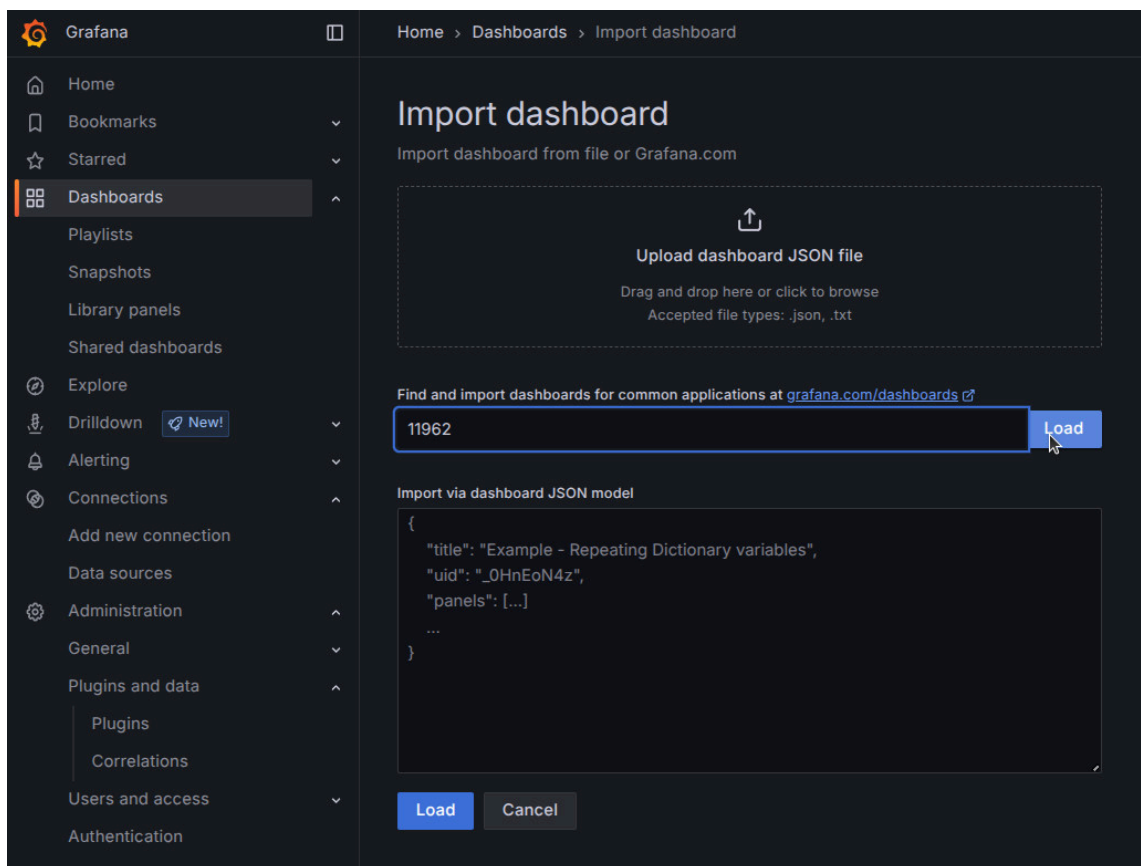 Grafana
Home › Dashboards › Import dashboard
Home
Bookmarks
Starred
Dashboards
Playlists
Snapshots
Library panels
Shared dashboards
Explore
Drilldown New!
Alerting
Connections
Add new connection
Data sources
Administration
General
Plugins and data
Plugins
Correlations
Users and access
Authentication
Import dashboard
Import dashboard from file or Grafana.com
Upload dashboard JSON file
Drag and drop here or click to browse
Accepted file types: .json, .txt
Find and import dashboards for common applications at grafana.com/dashboards
11962 Load
Import via dashboard JSON model
{
"title": "Example - Repeating Dictionary variables",
"uid": "_0HnEoN4z",
"panels": [...]
...
}
Load Cancel